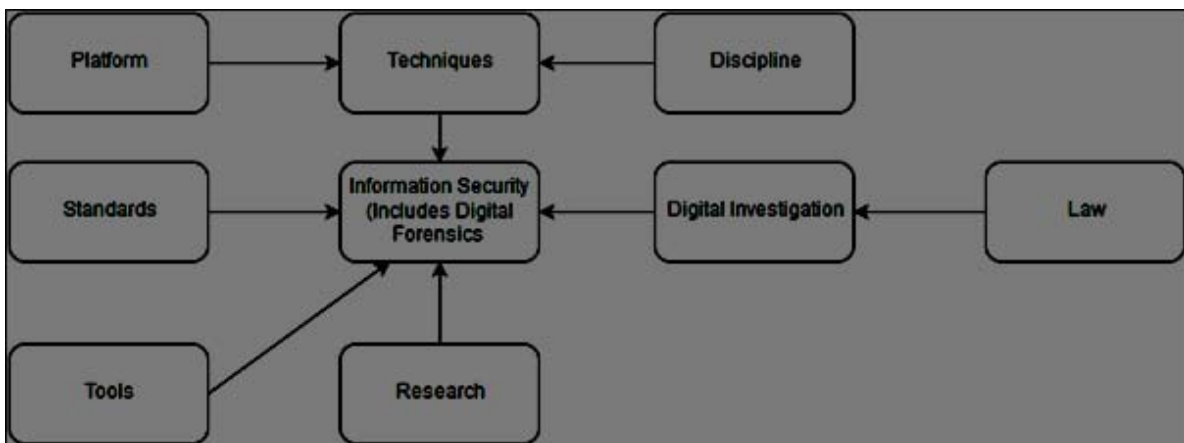 Platform
Techniques
Discipline
Standards
Information Security
(Includes Digital
Forensics
Digital Investigation
Law
Tools
Research